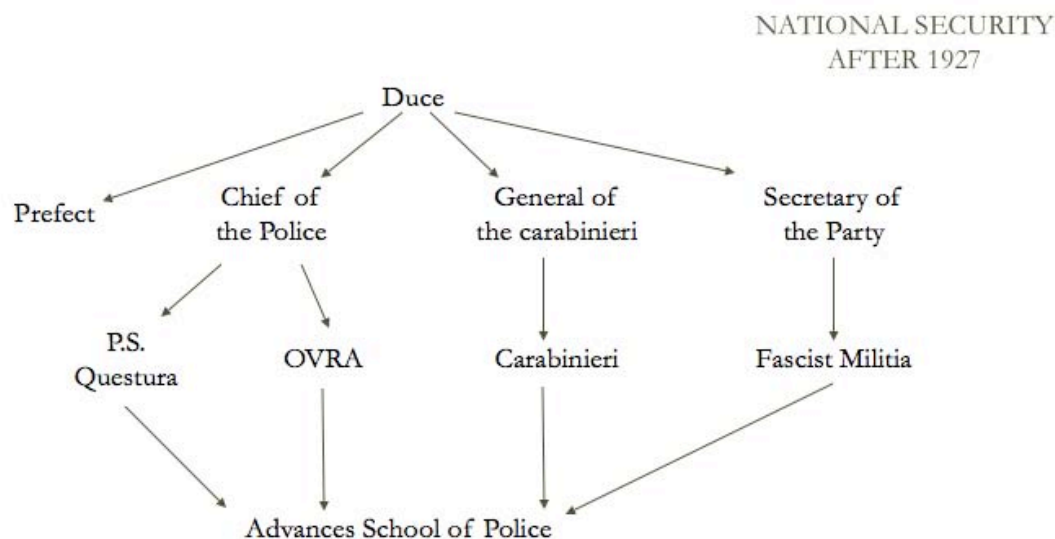 NATIONAL SECURITY
AFTER 1927
Duce
Prefect
Chief of
the Police
General of
the carabinieri
Secretary of
the Party
P.S.
Questura
OVRA
Carabinieri
Fascist Militia
Advances School of Police